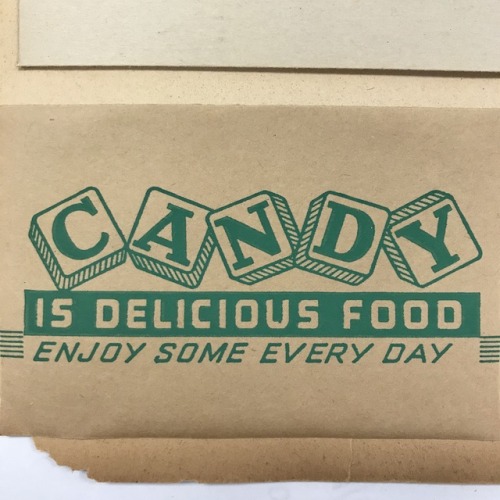 CANDY
IS DELICIOUS FOOD
ENJOY SOME EVERY DAY